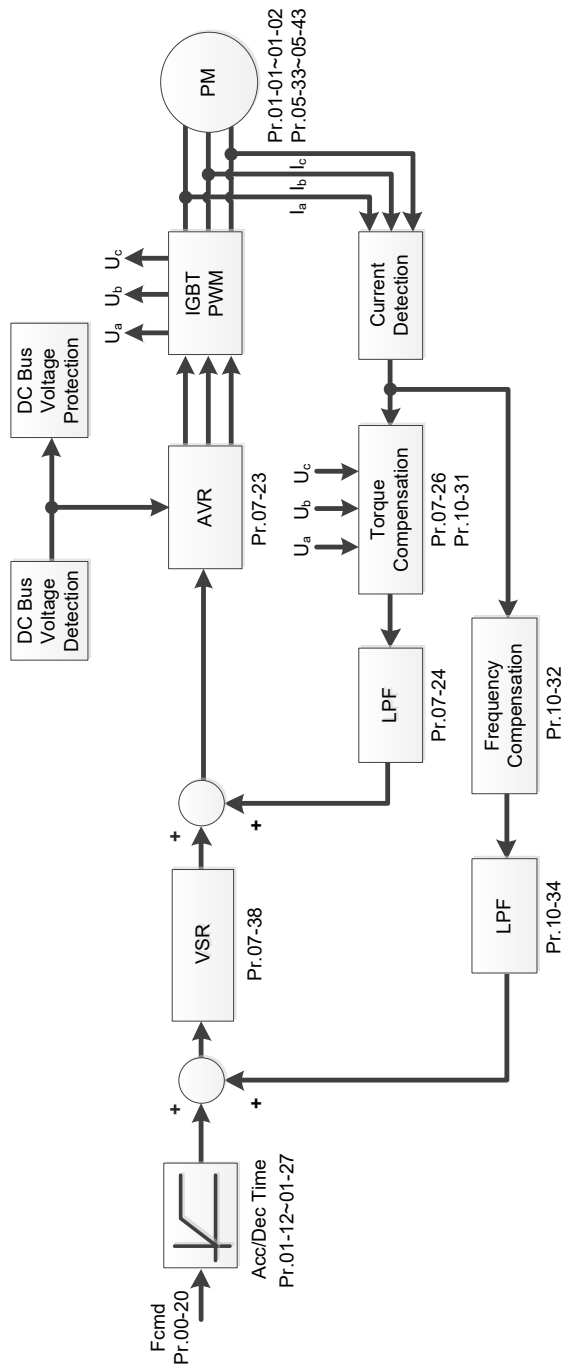 Fcmd
Pr.00-20
Acc/Dec Time
Pr.01-12~01-27
+
+
VSR
Pr.07-38
+
+
DC Bus
Voltage
Detection
DC Bus
Voltage
Protection
AVR
Pr.07-23
Ua
Ub
Uc
IGBT
PWM
PM
Pr.01-01~01-02
Pr.05-33~05-43
Ia
Ib
Ic
Current
Detection
Ua
Ub
Uc
Torque
Compensation
Pr.07-26
Pr.10-31
LPF
Pr.07-24
Frequency
Compensation
Pr.10-32
LPF
Pr.10-34